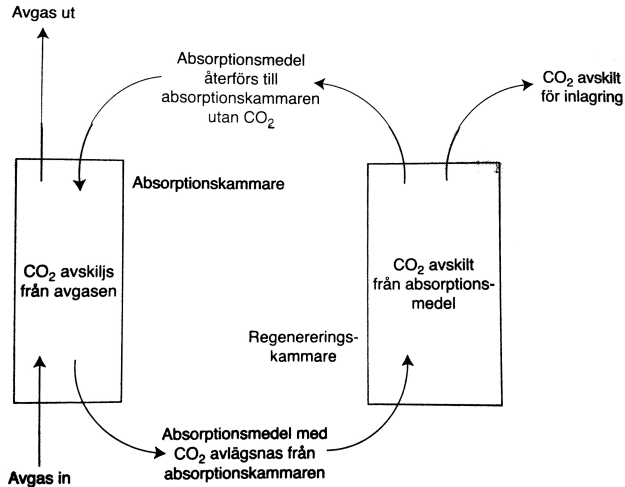 Avgas ut
Absorptionsmedel
återförs till
absorptionskammaren
utan CO₂
CO₂ avskilt
för inlagring
Absorptionskammare
CO₂ avskiljs
från avgasen
CO₂ avskilt
från absorptions-
medel
Regenererings-
kammare
Absorptionsmedel med
CO₂ avlägsnas från
absorptionskammaren
Avgas in